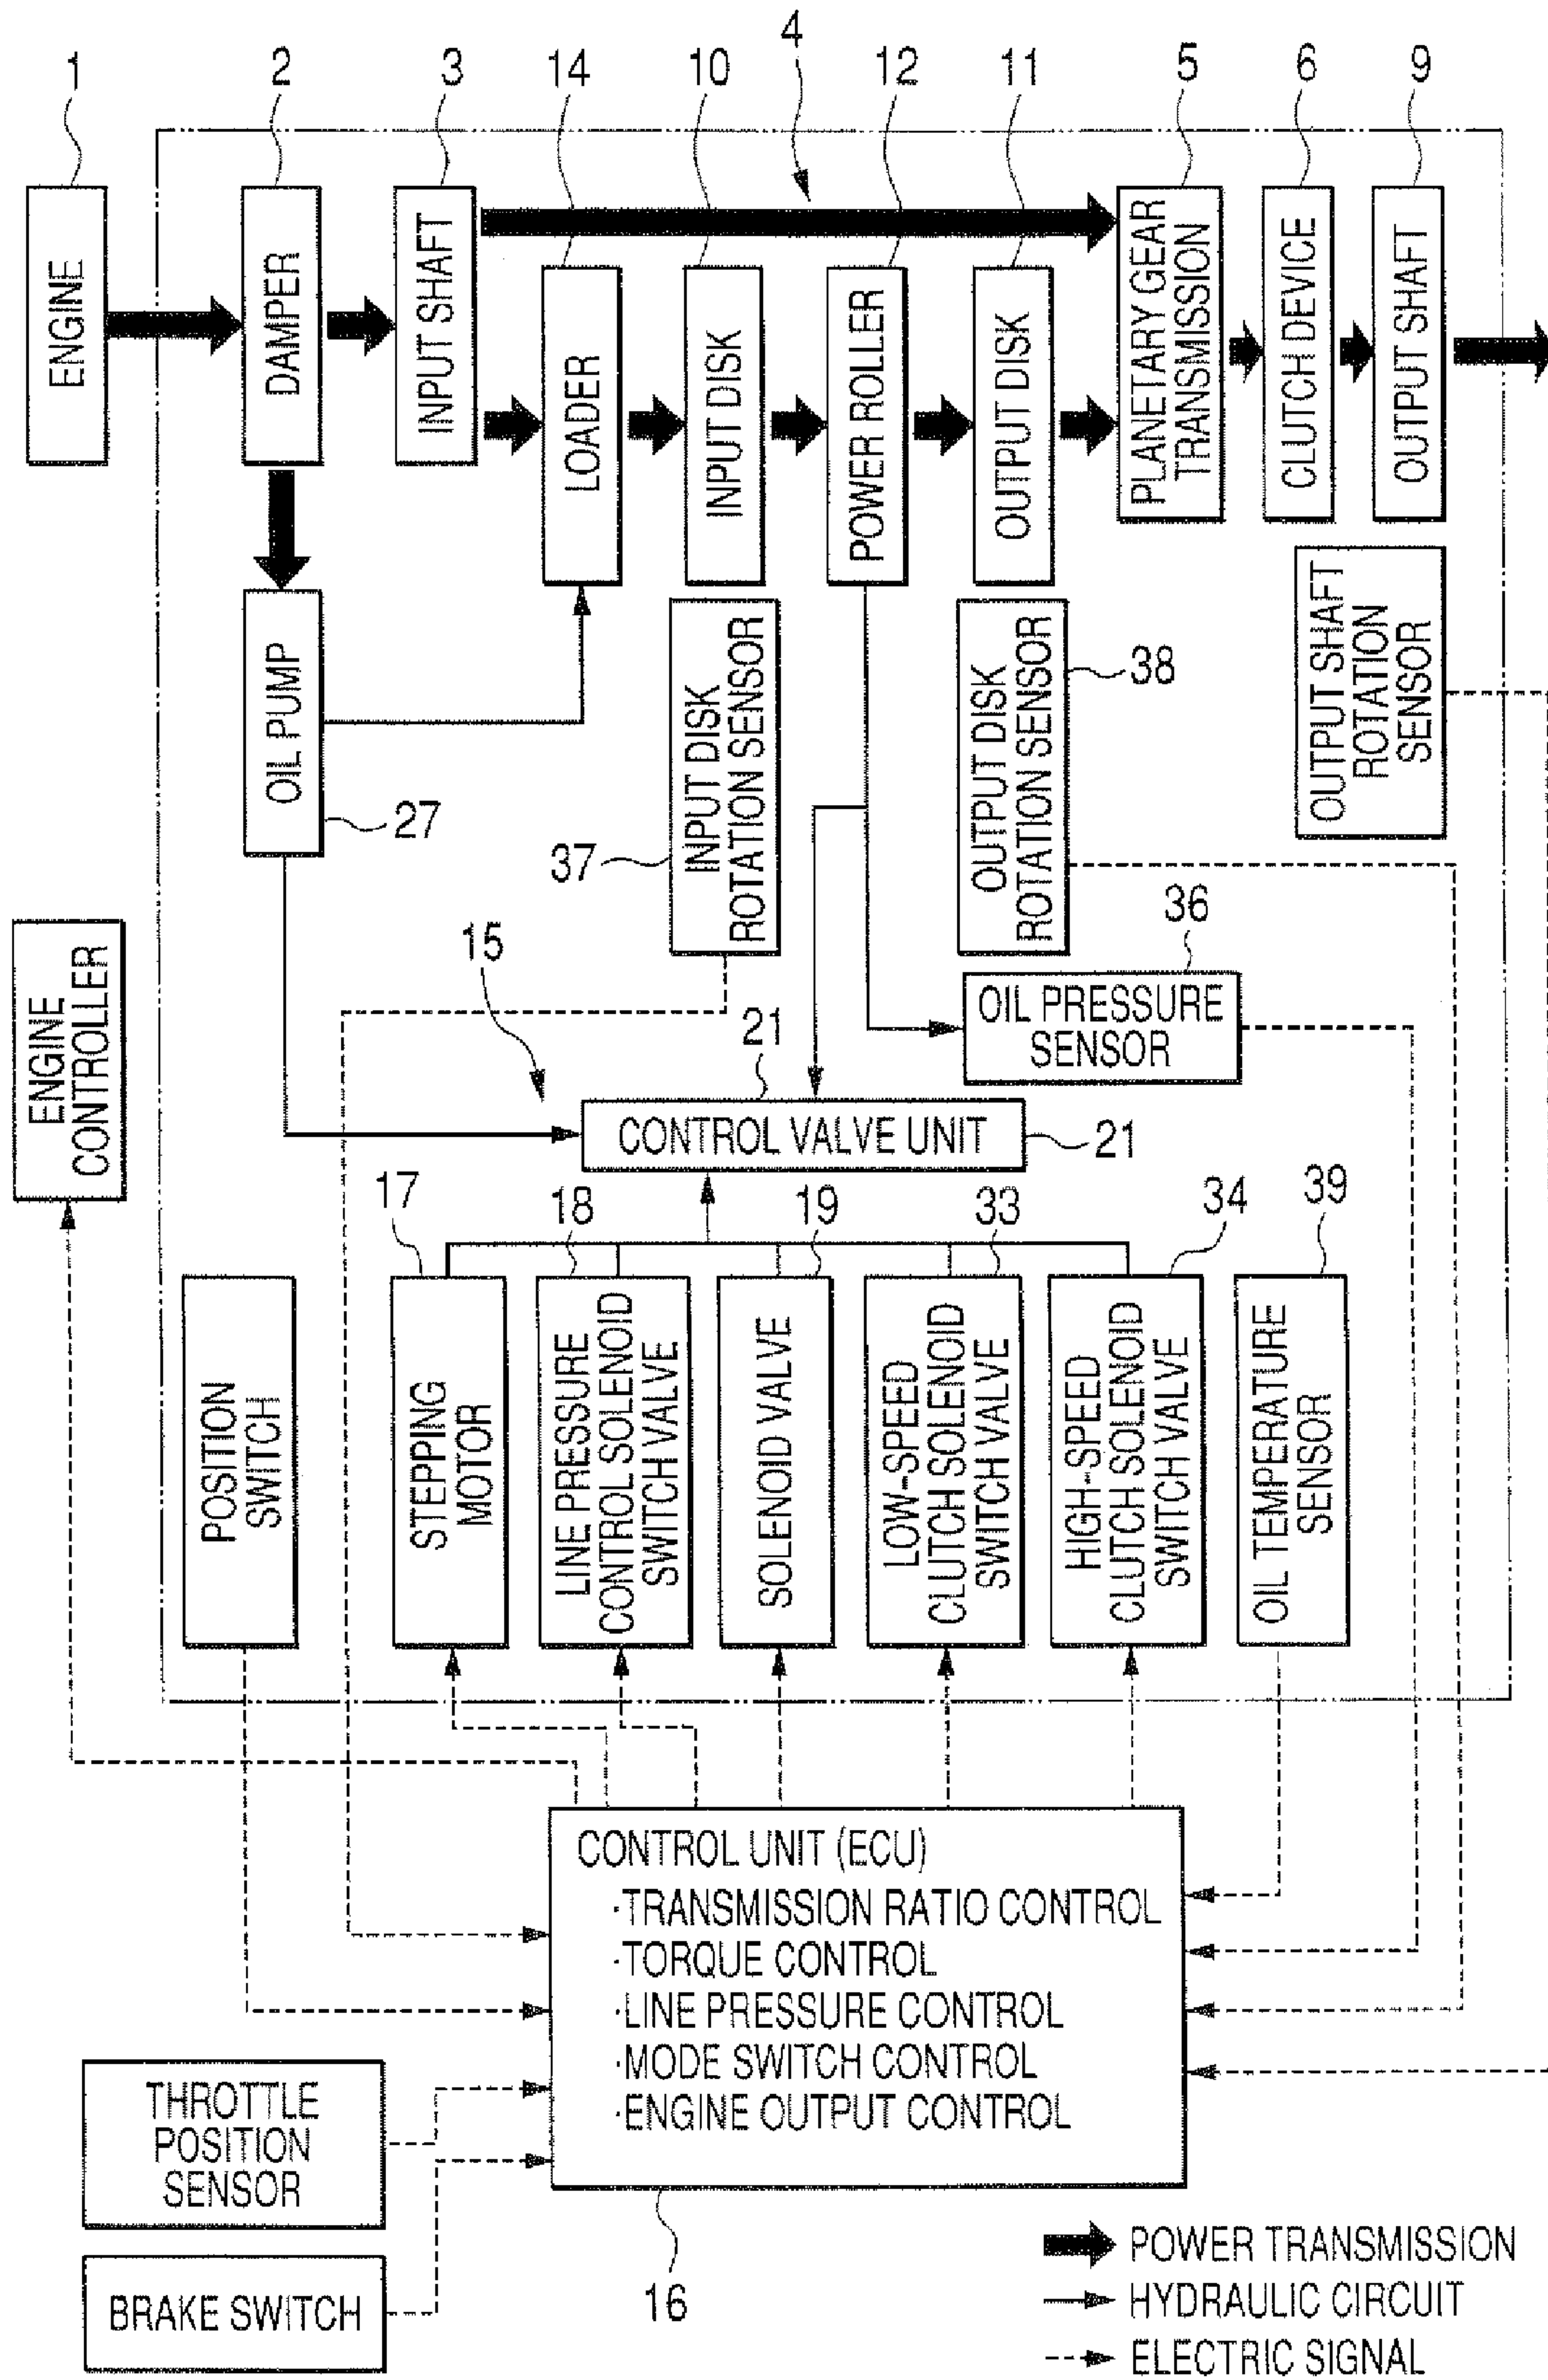 1
2
3
14
10
4
12
11
5
6
9
ENGINE
DAMPER
INPUT SHAFT
LOADER
INPUT DISK
POWER ROLLER
OUTPUT DISK
PLANETARY GEAR
TRANSMISSION
CLUTCH DEVICE
OUTPUT SHAFT
OIL PUMP
27
INPUT DISK
ROTATION SENSOR
37
OUTPUT DISK
ROTATION SENSOR
38
OUTPUT SHAFT
ROTATION
SENSOR
ENGINE
CONTROLLER
15
36
OIL PRESSURE
SENSOR
21
CONTROL VALVE UNIT
21
17
18
19
33
34
39
POSITION
SWITCH
STEPPING
MOTOR
LINE PRESSURE
CONTROL SOLENOID
SWITCH VALVE
SOLENOID VALVE
LOW-SPEED
CLUTCH SOLENOID
SWITCH VALVE
HIGH-SPEED
CLUTCH SOLENOID
SWITCH VALVE
OIL TEMPERATURE
SENSOR
CONTROL UNIT (ECU)
·TRANSMISSION RATIO CONTROL
·TORQUE CONTROL
·LINE PRESSURE CONTROL
·MODE SWITCH CONTROL
·ENGINE OUTPUT CONTROL
16
THROTTLE
POSITION
SENSOR
BRAKE SWITCH
POWER TRANSMISSION
HYDRAULIC CIRCUIT
ELECTRIC SIGNAL